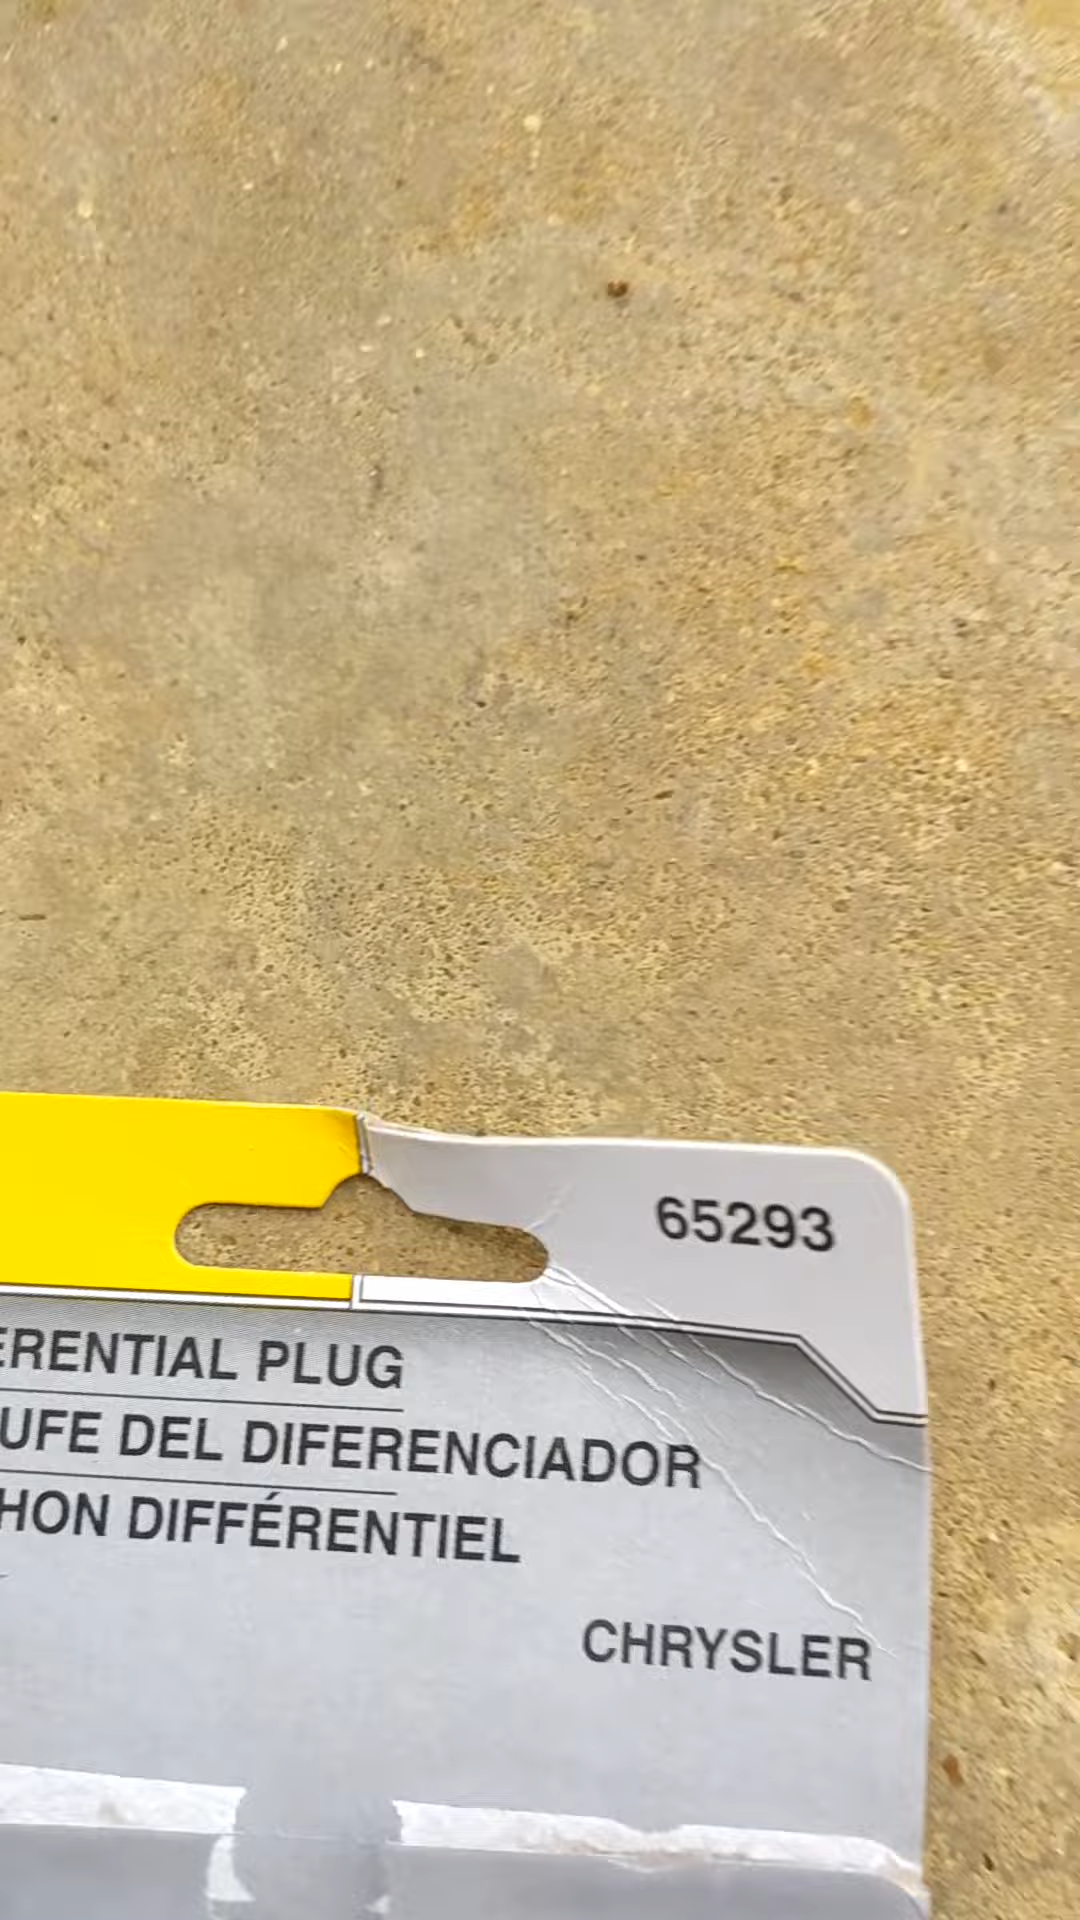 65293
ERENTIAL PLUG
UFE DEL DIFERENCIADOR
HON DIFFÉRENTIEL
CHRYSLER